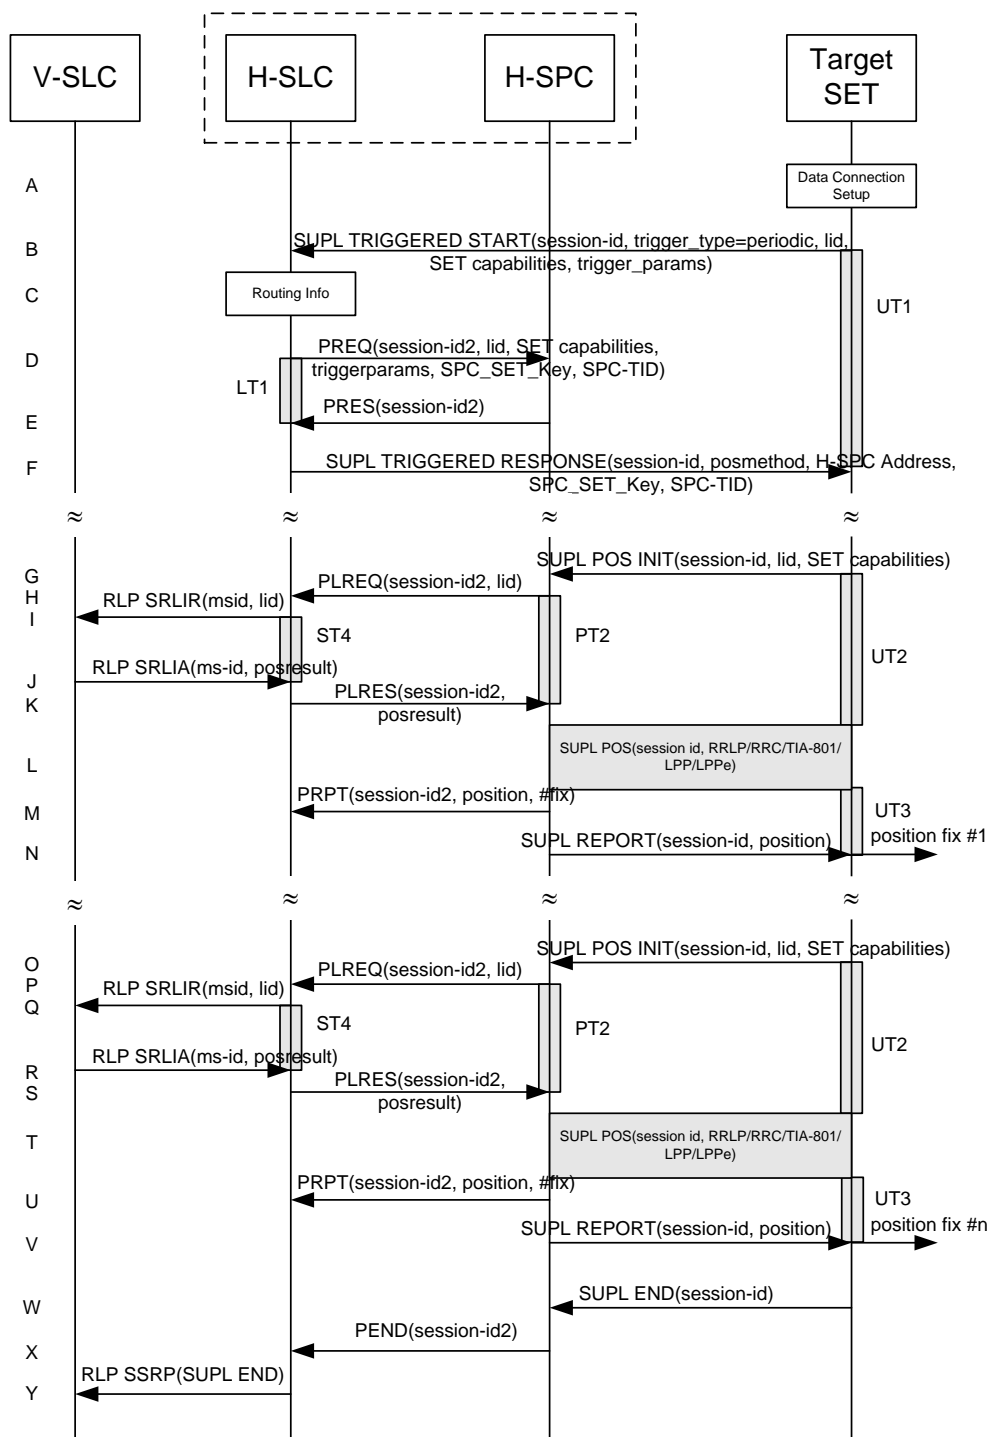 V-SLC
H-SLC
H-SPC
Target
SET
A
Data Connection
Setup
B
SUPL TRIGGERED START(session-id, trigger_type=periodic, lid,
SET capabilities, trigger_params)
C
Routing Info
UT1
D
PREQ(session-id2, lid, SET capabilities,
triggerparams, SPC_SET_Key, SPC-TID)
LT1
E
PRES(session-id2)
F
SUPL TRIGGERED RESPONSE(session-id, posmethod, H-SPC Address,
SPC_SET_Key, SPC-TID)
≈ ≈ ≈ ≈
G
SUPL POS INIT(session-id, lid, SET capabilities)
H
PLREQ(session-id2, lid)
I
RLP SRLIR(msid, lid)
ST4
PT2
UT2
J
RLP SRLIA(ms-id, posresult)
K
PLRES(session-id2,
posresult)
L
SUPL POS(session id, RRLP/RRC/TIA-801/
LPP/LPPe)
M
PRPT(session-id2, position, #fix)
UT3
N
SUPL REPORT(session-id, position)
position fix #1
≈ ≈ ≈ ≈
O
SUPL POS INIT(session-id, lid, SET capabilities)
P
PLREQ(session-id2, lid)
Q
RLP SRLIR(msid, lid)
ST4
PT2
UT2
R
RLP SRLIA(ms-id, posresult)
S
PLRES(session-id2,
posresult)
T
SUPL POS(session id, RRLP/RRC/TIA-801/
LPP/LPPe)
U
PRPT(session-id2, position, #fix)
UT3
V
SUPL REPORT(session-id, position)
position fix #n
W
SUPL END(session-id)
X
PEND(session-id2)
Y
RLP SSRP(SUPL END)